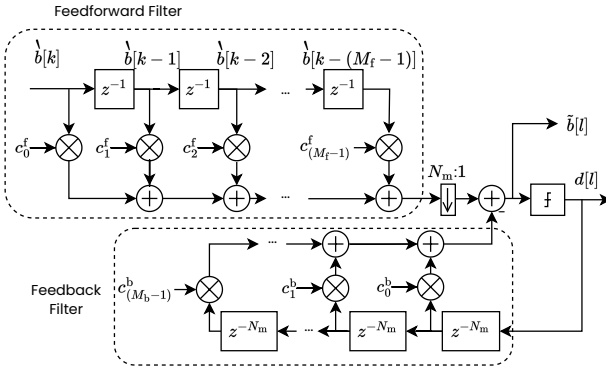 Feedforward Filter
b̀[k] b̀[k−1] b̀[k−2] b̀[k−(M_f−1)]
z⁻¹ z⁻¹ ... z⁻¹
c_0^f c_1^f c_2^f c_{(M_f−1)}^f
b̃[l]
N_m:1 d[l]
+ + ... + ↓ + -
Feedback
Filter
... + +
c_{(M_b−1)}^b c_1^b c_0^b
z^{−N_m} ... z^{−N_m} z^{−N_m}